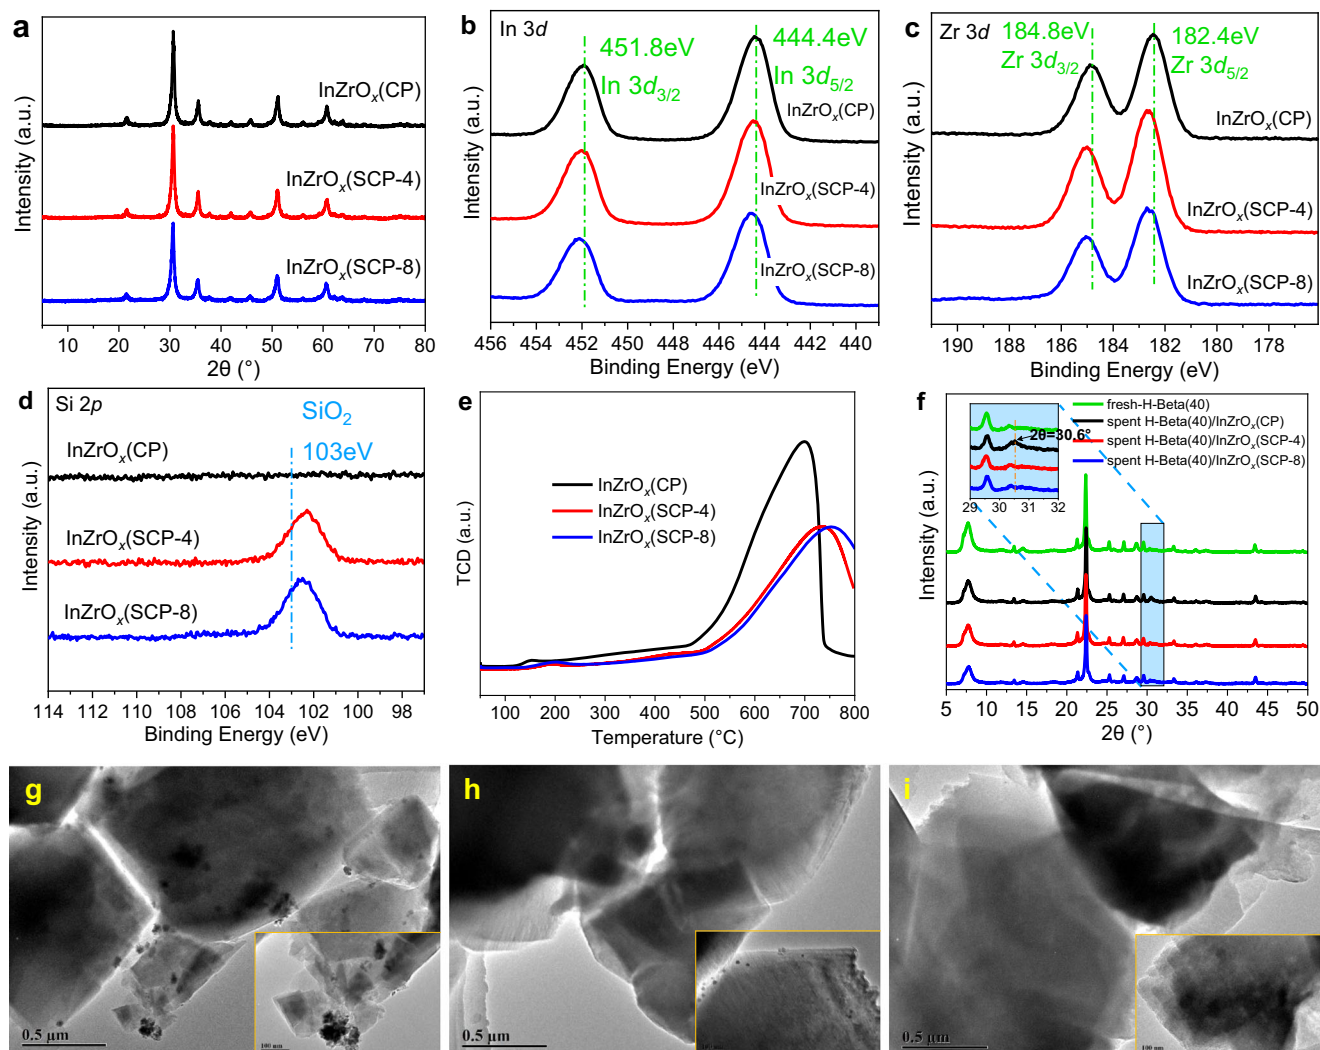 a
Intensity (a.u.)
InZrOₓ(CP)
InZrOₓ(SCP-4)
InZrOₓ(SCP-8)
10 20 30 40 50 60 70 80
2θ (°)
b
In 3d
451.8eV
In 3d3/2
444.4eV
In 3d5/2
Intensity (a.u.)
InZrOₓ(CP)
InZrOₓ(SCP-4)
InZrOₓ(SCP-8)
456 454 452 450 448 446 444 442 440
Binding Energy (eV)
c
Zr 3d
184.8eV
Zr 3d3/2
182.4eV
Zr 3d5/2
Intensity (a.u.)
InZrOₓ(CP)
InZrOₓ(SCP-4)
InZrOₓ(SCP-8)
190 188 186 184 182 180 178
Binding Energy (eV)
d
Si 2p
SiO₂
103eV
Intensity (a.u.)
InZrOₓ(CP)
InZrOₓ(SCP-4)
InZrOₓ(SCP-8)
114 112 110 108 106 104 102 100 98
Binding Energy (eV)
e
TCD (a.u.)
InZrOₓ(CP)
InZrOₓ(SCP-4)
InZrOₓ(SCP-8)
100 200 300 400 500 600 700 800
Temperature (°C)
f
fresh-H-Beta(40)
spent H-Beta(40)/InZrOₓ(CP)
spent H-Beta(40)/InZrOₓ(SCP-4)
spent H-Beta(40)/InZrOₓ(SCP-8)
2θ=30.6°
29 30 31 32
Intensity (a.u.)
5 10 15 20 25 30 35 40 45 50
2θ (°)
g
0.5 μm
100 nm
h
0.5 μm
i
0.5 μm
100 nm